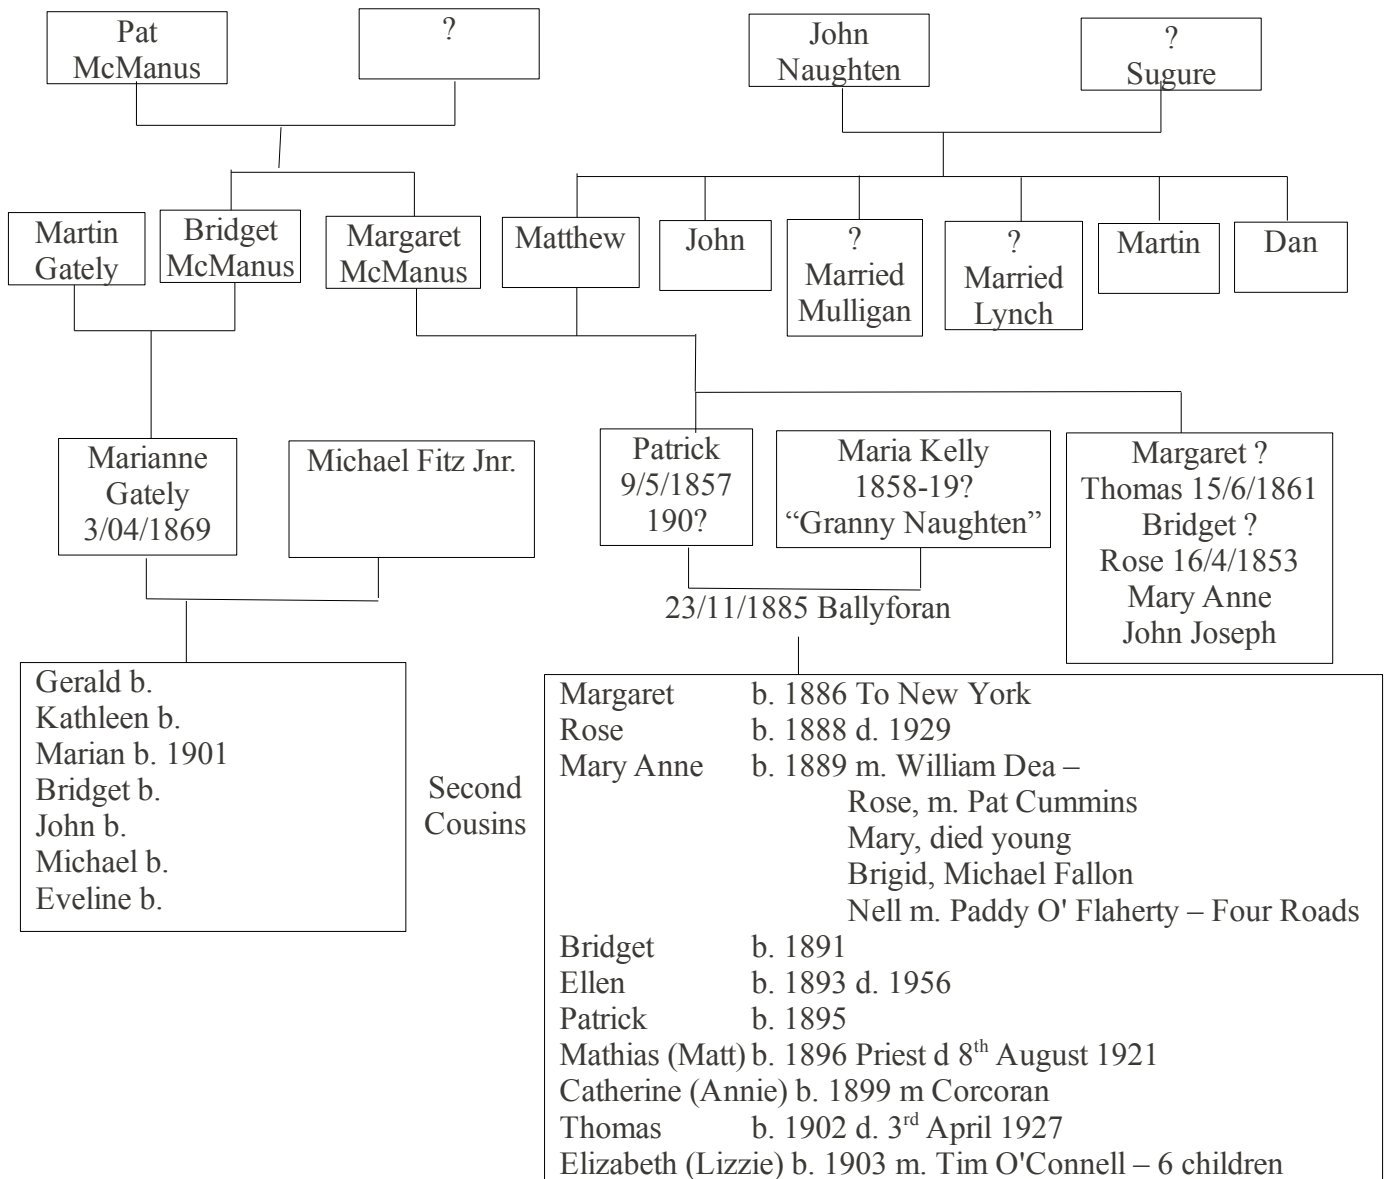 Pat
McManus
?
John
Naughten
?
Sugure
Martin
Gately
Bridget
McManus
Margaret
McManus
Matthew
John
?
Married
Mulligan
?
Married
Lynch
Martin
Dan
Marianne
Gately
3/04/1869
Michael Fitz Jnr.
Patrick
9/5/1857
190?
Maria Kelly
1858-19?
“Granny Naughten”
Margaret ?
Thomas 15/6/1861
Bridget ?
Rose 16/4/1853
Mary Anne
John Joseph
23/11/1885 Ballyforan
Gerald b.
Kathleen b.
Marian b. 1901
Bridget b.
John b.
Michael b.
Eveline b.
Second
Cousins
Margaret b. 1886 To New York
Rose b. 1888 d. 1929
Mary Anne b. 1889 m. William Dea –
Rose, m. Pat Cummins
Mary, died young
Brigid, Michael Fallon
Nell m. Paddy O' Flaherty – Four Roads
Bridget b. 1891
Ellen b. 1893 d. 1956
Patrick b. 1895
Mathias (Matt) b. 1896 Priest d 8th August 1921
Catherine (Annie) b. 1899 m Corcoran
Thomas b. 1902 d. 3rd April 1927
Elizabeth (Lizzie) b. 1903 m. Tim O'Connell – 6 children